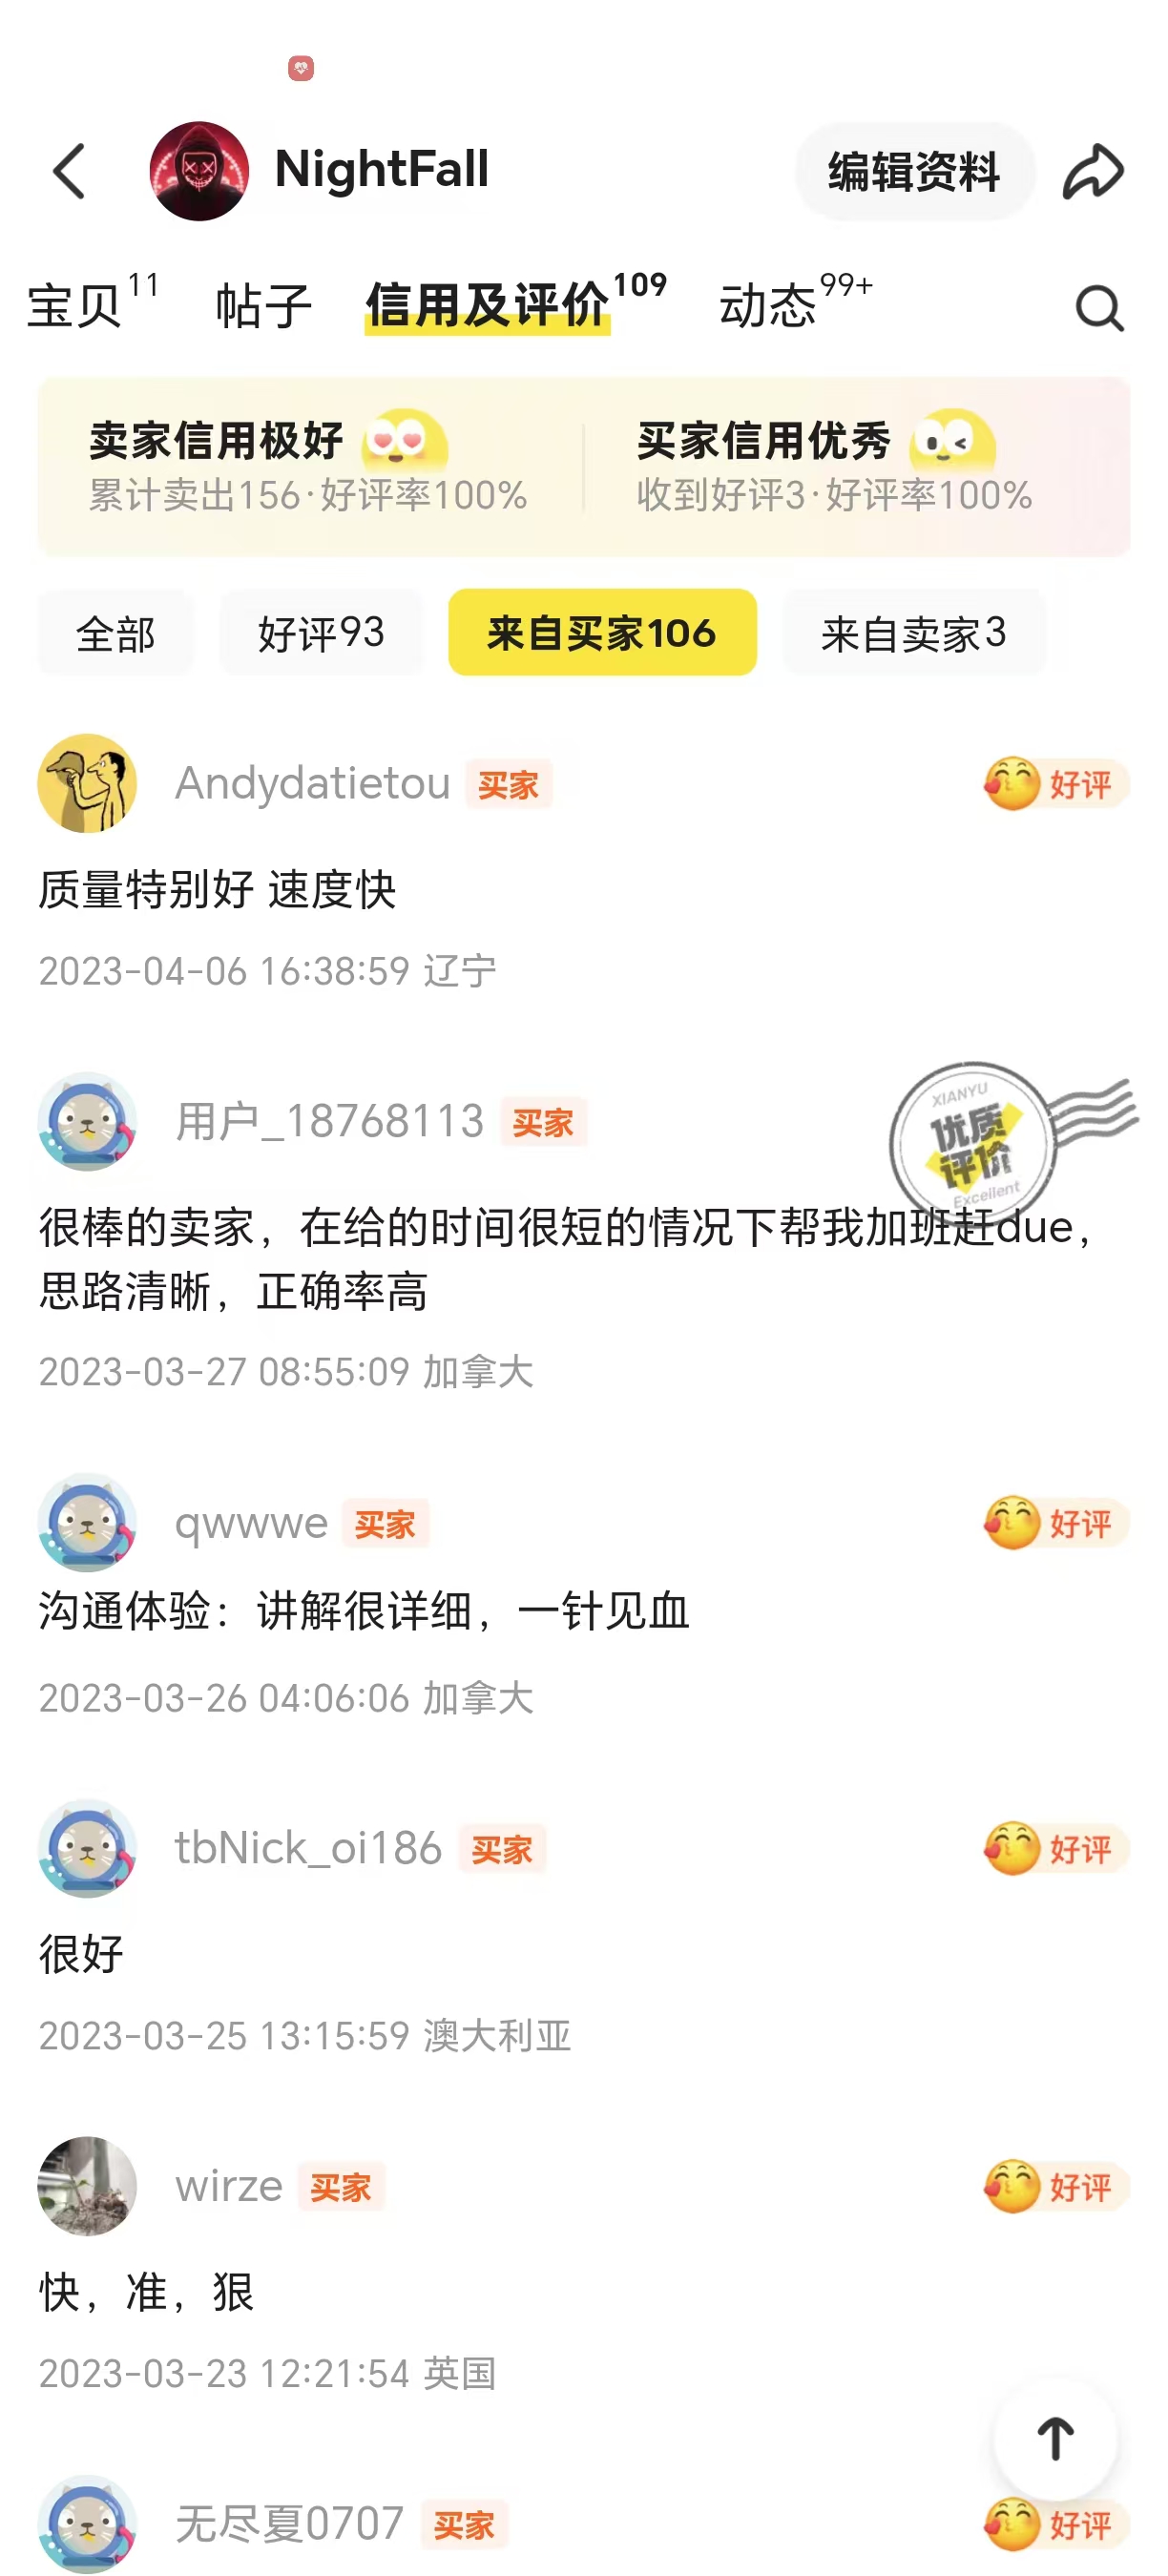 NightFall
编辑资料
宝贝 11 帖子 信用及评价 109 动态 99+
卖家信用极好
累计卖出156·好评率100%
买家信用优秀
收到好评3·好评率100%
全部 好评93 来自买家106 来自卖家3
Andydatietou 买家 好评
质量特别好 速度快
2023-04-06 16:38:59 辽宁
用户_18768113 买家
XIANYU
优质
评价
Excellent
很棒的卖家，在给的时间很短的情况下帮我加班赶due，
思路清晰，正确率高
2023-03-27 08:55:09 加拿大
qwwwe 买家 好评
沟通体验：讲解很详细，一针见血
2023-03-26 04:06:06 加拿大
tbNick_oi186 买家 好评
很好
2023-03-25 13:15:59 澳大利亚
wirze 买家 好评
快，准，狠
2023-03-23 12:21:54 英国
无尽夏0707 买家 好评